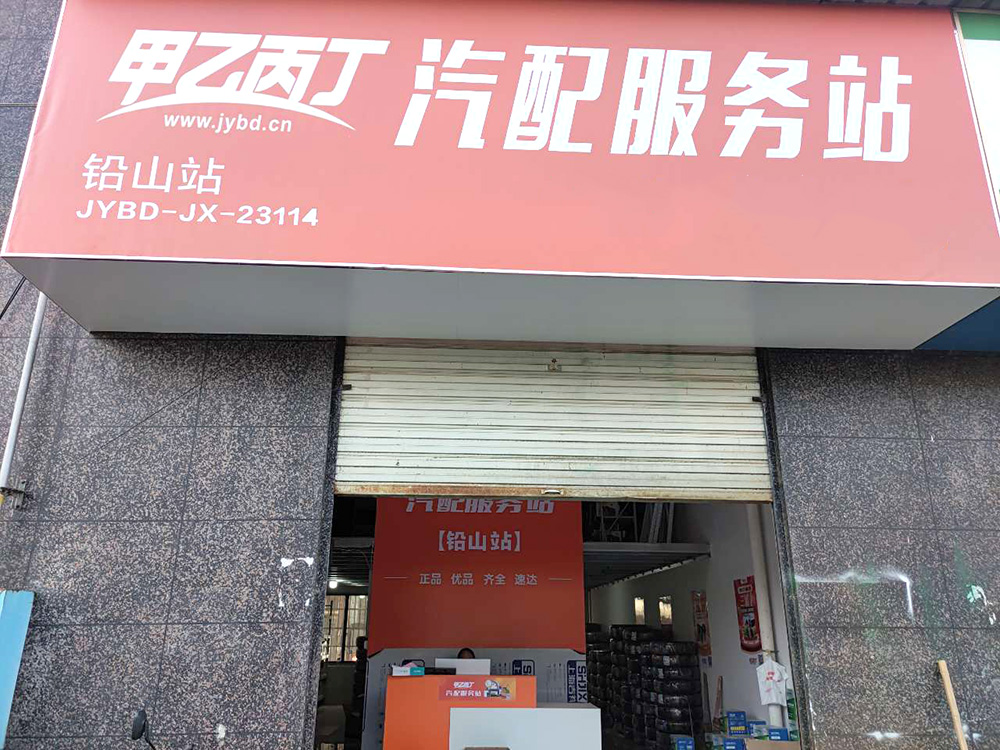 甲乙丙丁 汽配服务站
www.jybd.cn
铅山站
JYBD-JX-23114
汽配服务站
【铅山站】
正品 优品 齐全 速达
甲乙丙丁
汽配服务站